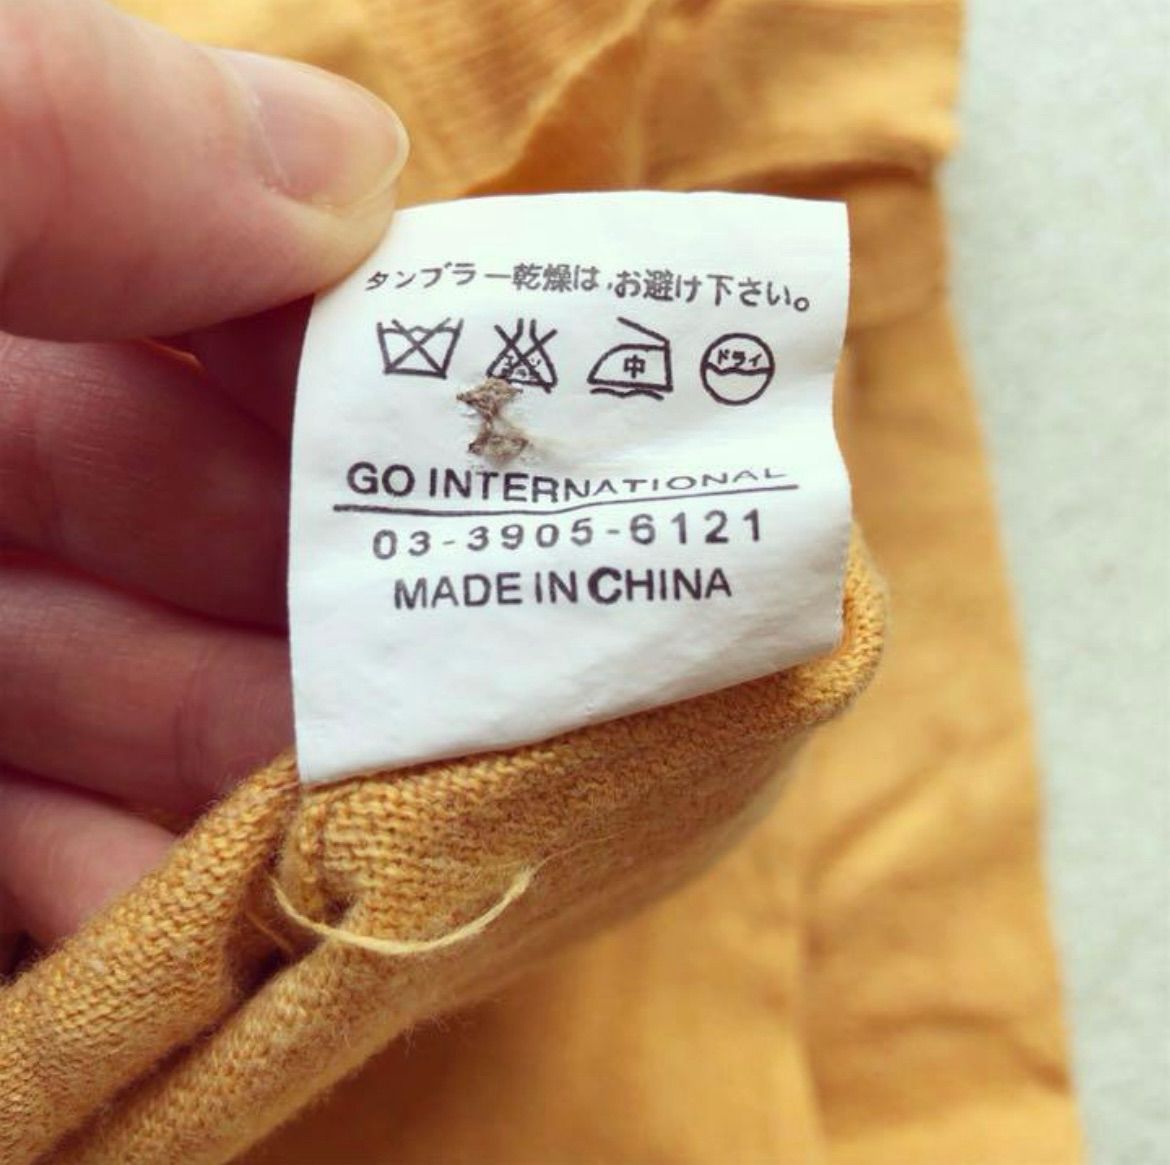 タンブラー乾燥は、お避け下さい。
中 ドライ
GO INTERNATIONAL
03-3905-6121
MADE IN CHINA